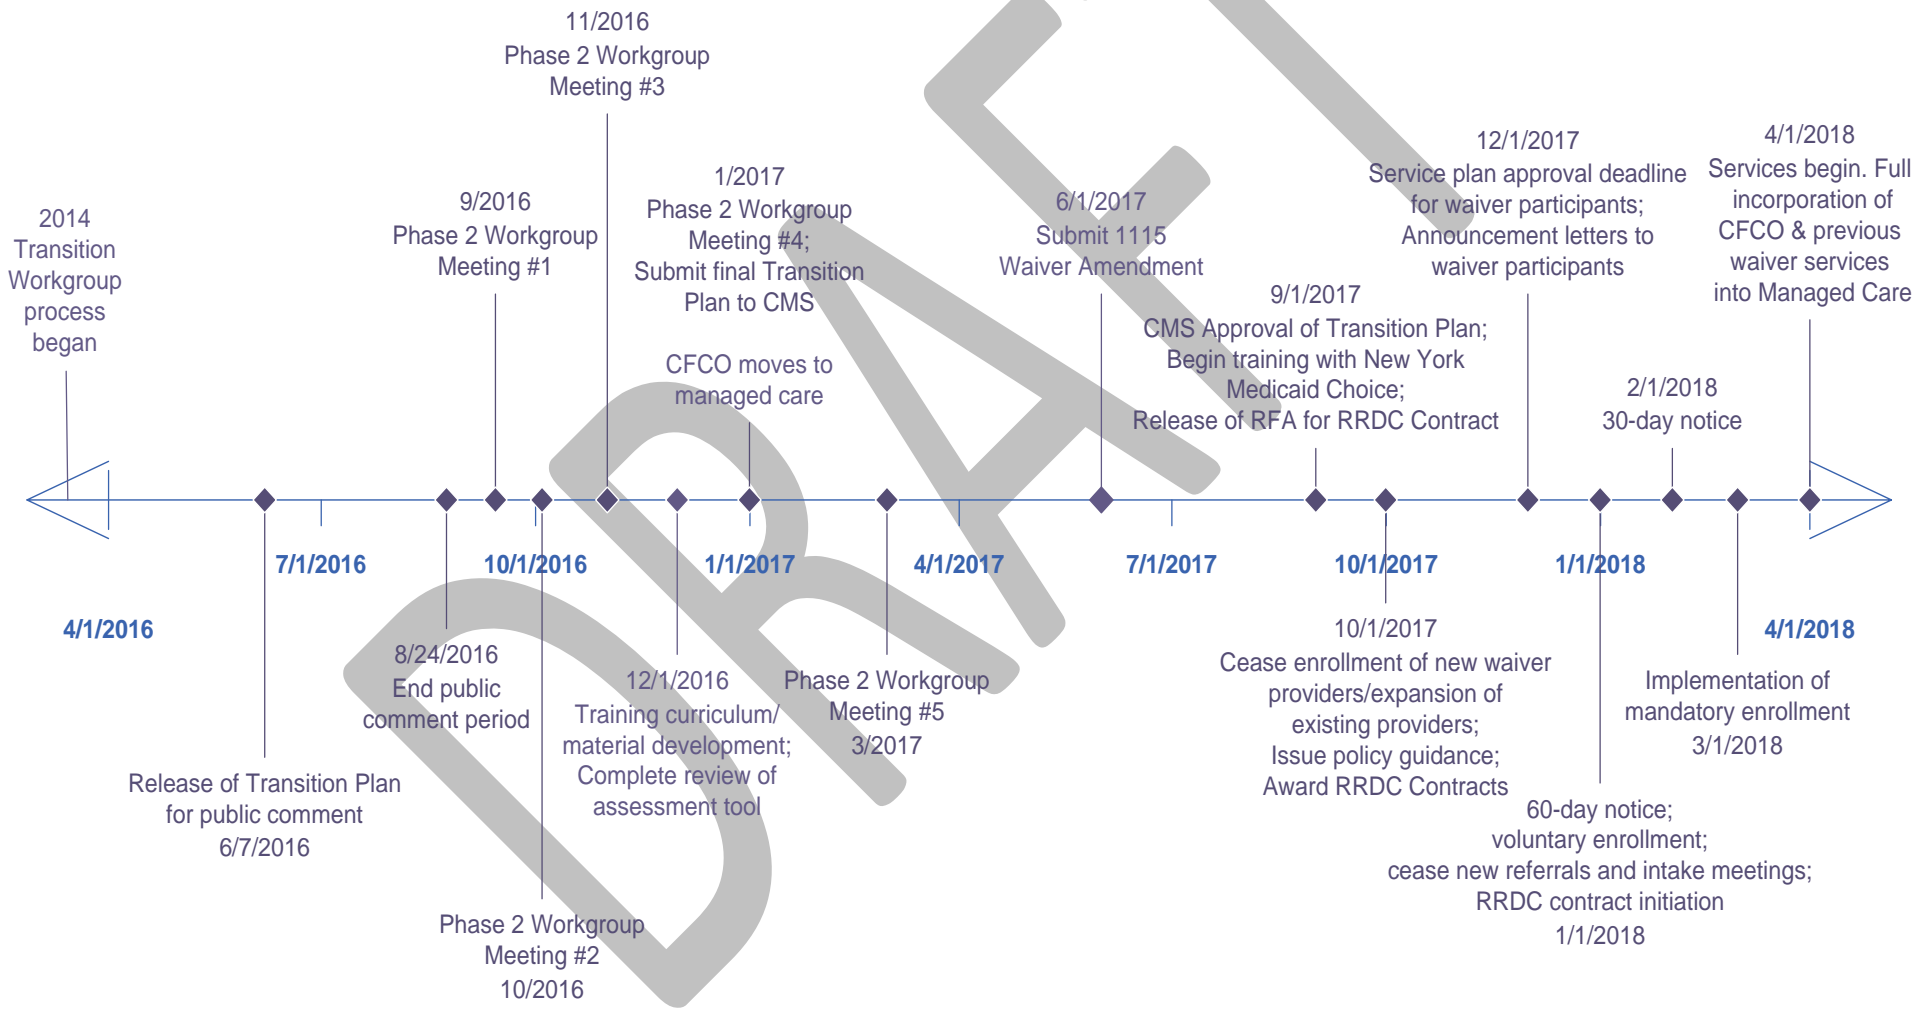 11/2016
Phase 2 Workgroup
Meeting #3
12/1/2017
Service plan approval deadline
for waiver participants;
Announcement letters to
waiver participants
4/1/2018
Services begin. Full
incorporation of
CFCO & previous
waiver services
into Managed Care
1/2017
Phase 2 Workgroup
Meeting #4;
Submit final Transition
Plan to CMS
CFCO moves to
managed care
9/2016
Phase 2 Workgroup
Meeting #1
6/1/2017
Submit 1115
Waiver Amendment
2014
Transition
Workgroup
process
began
9/1/2017
CMS Approval of Transition Plan;
Begin training with New York
Medicaid Choice;
Release of RFA for RRDC Contract
2/1/2018
30-day notice
7/1/2016
10/1/2016
1/1/2017
4/1/2017
7/1/2017
10/1/2017
1/1/2018
4/1/2016
4/1/2018
8/24/2016
End public
comment period
12/1/2016
Training curriculum/
material development;
Complete review of
assessment tool
Phase 2 Workgroup
Meeting #5
3/2017
10/1/2017
Cease enrollment of new waiver
providers/expansion of
existing providers;
Issue policy guidance;
Award RRDC Contracts
Implementation of
mandatory enrollment
3/1/2018
Release of Transition Plan
for public comment
6/7/2016
60-day notice;
voluntary enrollment;
cease new referrals and intake meetings;
RRDC contract initiation
1/1/2018
Phase 2 Workgroup
Meeting #2
10/2016
DRAFT